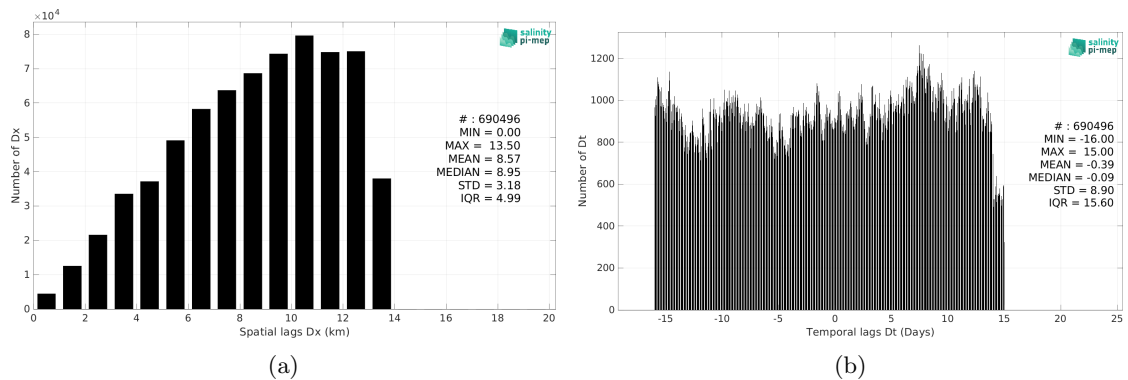 ×10⁴
8
7
6
5
4
3
2
1
0
Number of Dx
0 2 4 6 8 10 12 14 16 18 20
Spatial lags Dx (km)
salinity
pi-mep
# : 690496
MIN = 0.00
MAX = 13.50
MEAN = 8.57
MEDIAN = 8.95
STD = 3.18
IQR = 4.99
(a)
1200
1000
800
600
400
200
0
Number of Dt
-15 -10 -5 0 5 10 15 20 25
Temporal lags Dt (Days)
salinity
pi-mep
# : 690496
MIN = -16.00
MAX = 15.00
MEAN = -0.39
MEDIAN = -0.09
STD = 8.90
IQR = 15.60
(b)